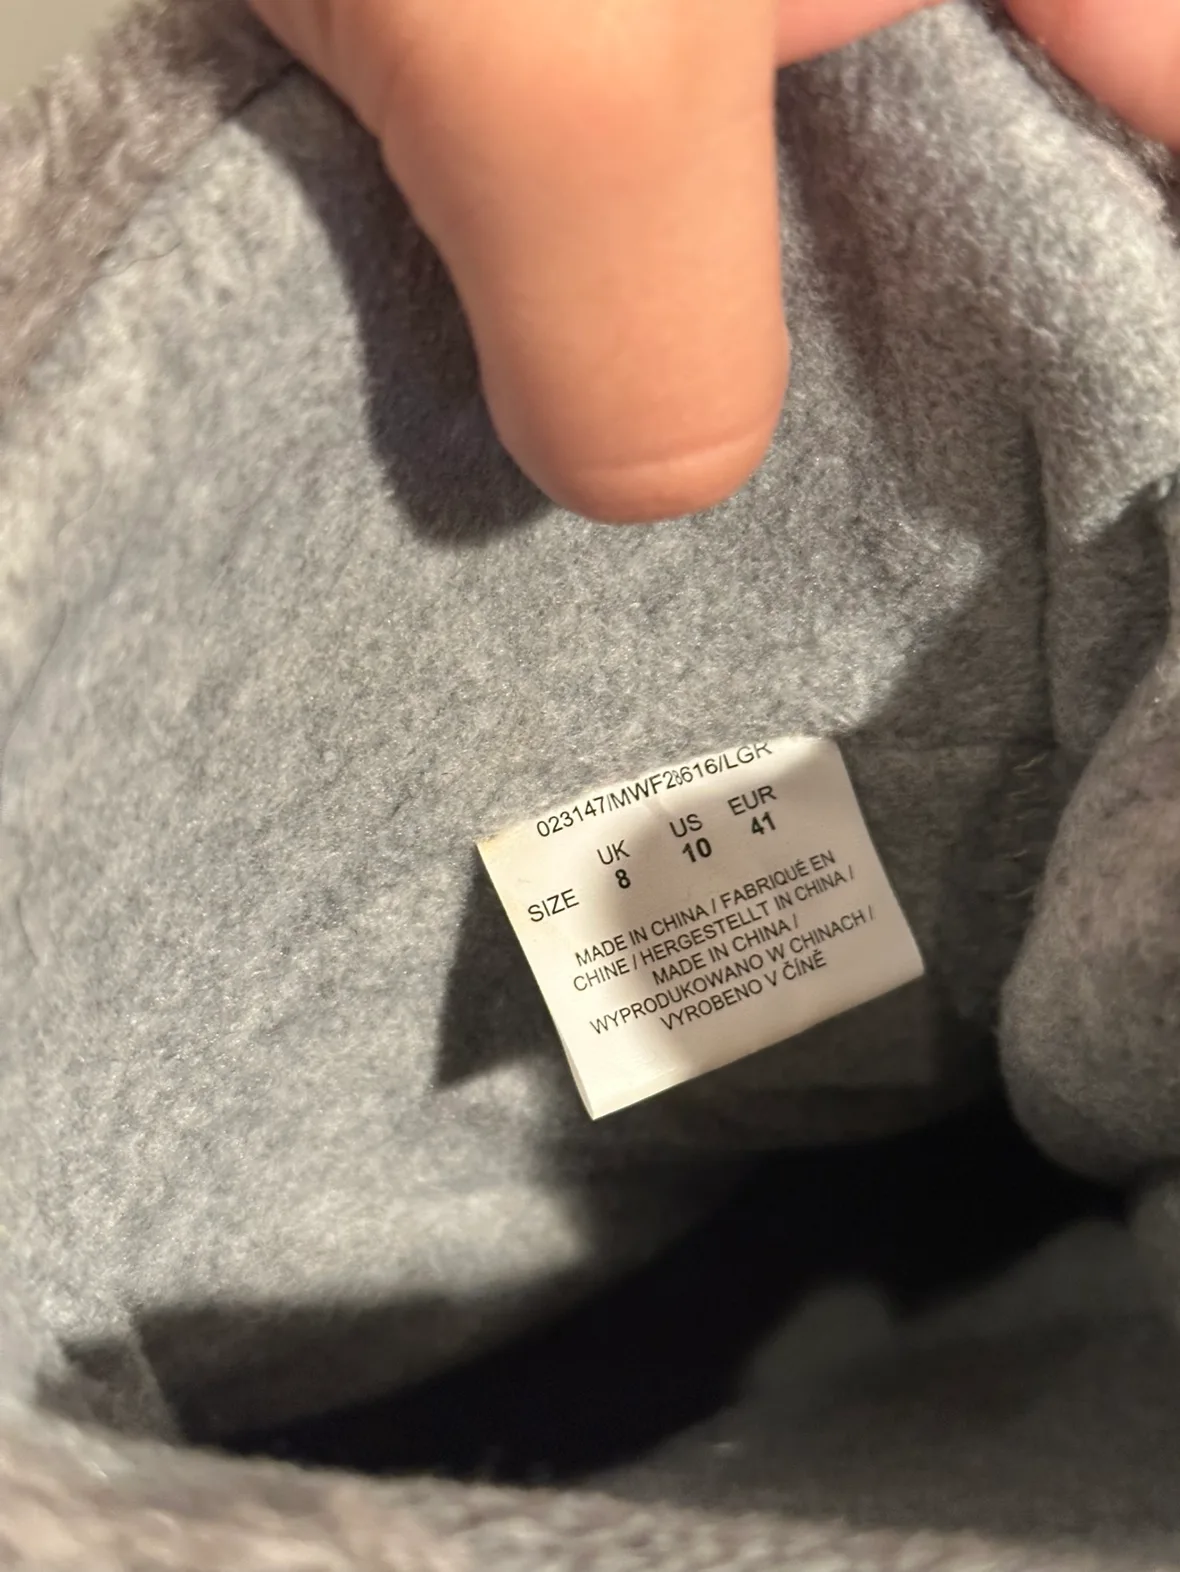 023147/MWF28616/LGR
UK US EUR
SIZE 8 10 41
MADE IN CHINA / FABRIQUÉ EN
CHINE / HERGESTELLT IN CHINA /
MADE IN CHINA /
WYPRODUKOWANO W CHINACH /
VYROBENO V ČÍNĚ